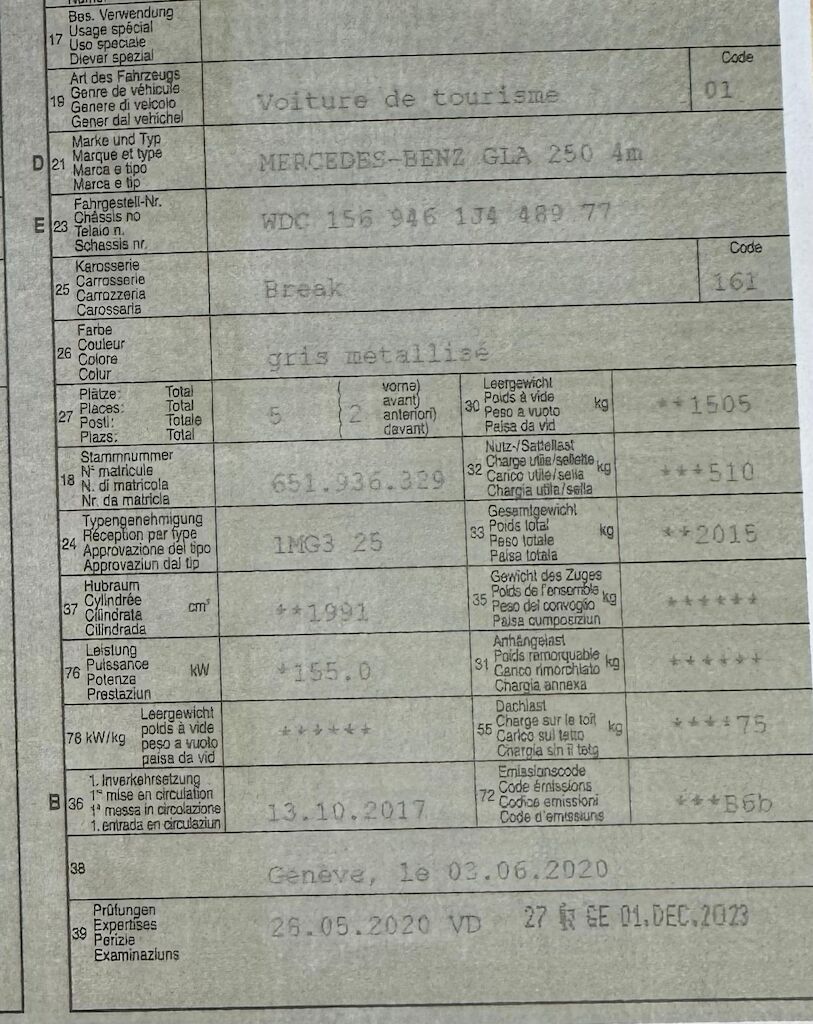 17 Bes. Verwendung
Usage spécial
Uso speciale
Diever spezial
19 Art des Fahrzeugs
Genre de véhicule
Genere di veicolo
Gener dal vehichel
Voiture de tourisme
Code
01
D 21 Marke und Typ
Marque et type
Marca e tipo
Marca e tip
MERCEDES-BENZ GLA 250 4m
E 23 Fahrgestell-Nr.
Châssis no
Telaio n.
Schassis nr.
WDC 156 946 1J4 489 77
25 Karosserie
Carrosserie
Carrozzeria
Carossaria
Break
Code
161
26 Farbe
Couleur
Colore
Colur
gris metallisé
27 Plätze: Total
Places: Total
Posti: Totale
Plazs: Total
5
( vorne)
avant)
2 anteriori)
( davant)
30 Leergewicht
Poids à vide
Peso a vuoto
Paisa da vid
kg
**1505
18 Stammnummer
N° matricule
N. di matricola
Nr. da matricla
651.936.329
32 Nutz-/Sattellast
Charge utile/sellette
Carico utile/sella
Chargia utila/sella
kg
***510
24 Typengenehmigung
Réception par type
Approvazione del tipo
Approvaziun dal tip
1MG3 25
33 Gesamtgewicht
Poids total
Peso totale
Paisa totala
kg
**2015
37 Hubraum
Cylindrée
Cilindrata
Cilindrada
cm³
**1991
35 Gewicht des Zuges
Poids de l'ensemble
Peso del convoglio
Paisa cumposiziun
kg
******
76 Leistung
Puissance
Potenza
Prestaziun
kW
*155.0
31 Anhängelast
Poids remorquable
Carico rimorchiato
Chargia annexa
kg
******
78 kW/kg
Leergewicht
poids à vide
peso a vuoto
paisa da vid
******
55 Dachlast
Charge sur le toit
Carico sul tetto
Chargia sin il tetg
kg
****75
B 36 1. Inverkehrsetzung
1re mise en circulation
1a messa in circolazione
1. entrada en circulaziun
13.10.2017
72 Emissionscode
Code émissions
Codice emissioni
Code d'emissiuns
***B6b
38
Genève, le 03.06.2020
39 Prüfungen
Expertises
Perizie
Examinaziuns
26.05.2020 VD
27 GE 01.DEC.2023